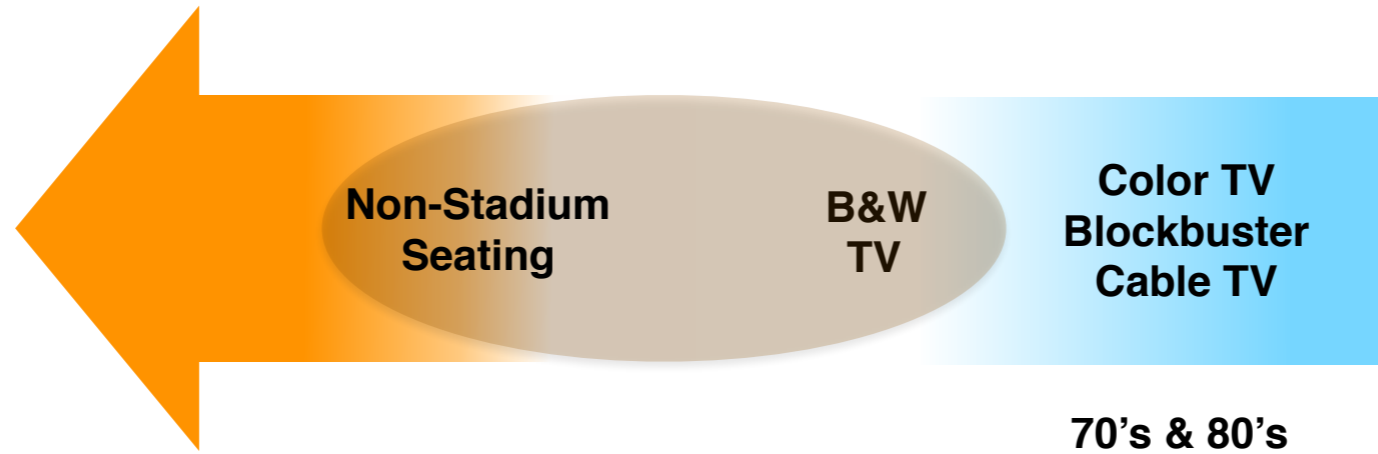 Non-Stadium
Seating
B&W
TV
Color TV
Blockbuster
Cable TV
70’s & 80’s